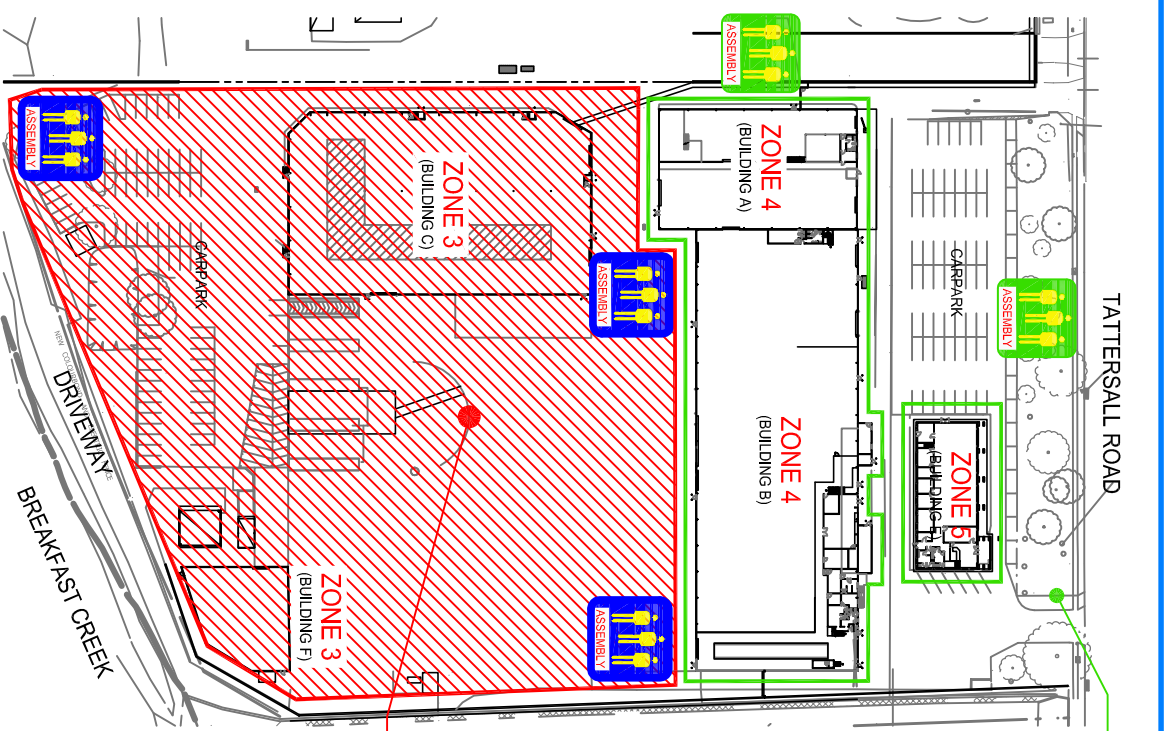 ASSEMBLY
ASSEMBLY
ZONE 3
(BUILDING C)
ZONE 4
(BUILDING A)
CARPARK
CARPARK
ASSEMBLY
ASSEMBLY
TATTERSALL ROAD
DRIVEWAY
ZONE 4
(BUILDING B)
ZONE 5
(BUILDING E)
BREAKFAST CREEK
ZONE 3
(BUILDING F)
ASSEMBLY